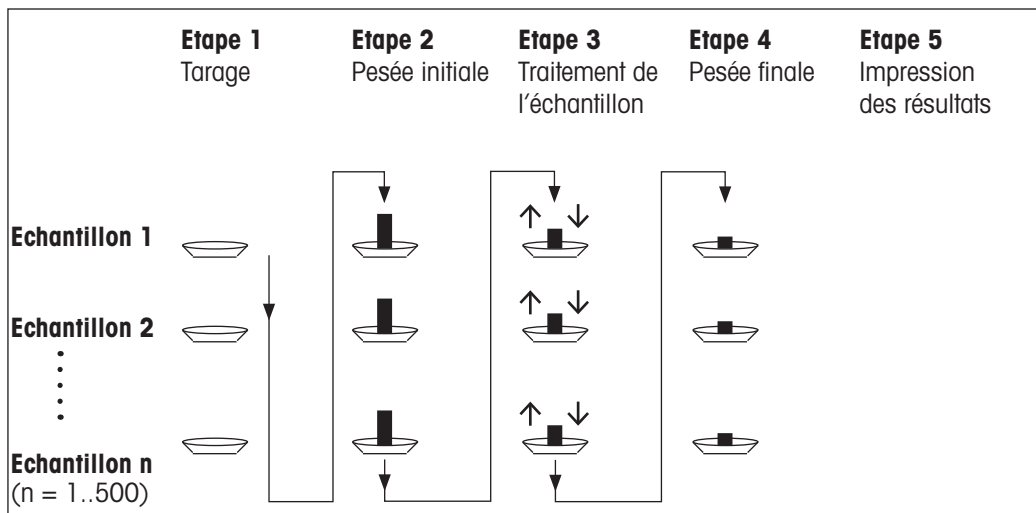 Etape 1
Tarage
Etape 2
Pesée initiale
Etape 3
Traitement de
l'échantillon
Etape 4
Pesée finale
Etape 5
Impression
des résultats
Echantillon 1
Echantillon 2
Echantillon n
(n = 1..500)